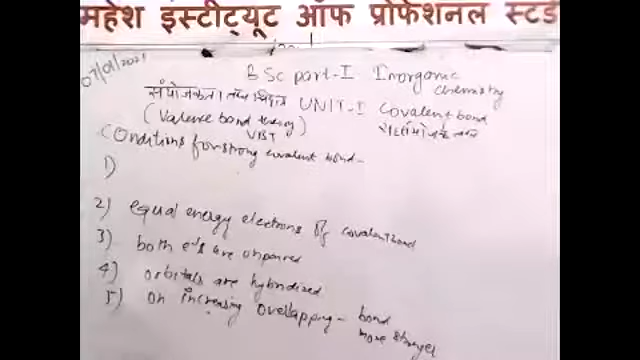 महेश इंस्टीट्यूट ऑफ प्रोफेशनल स्टडी
07/01/2021
BSc part-I Inorganic chemistry
UNIT-I Covalent bond
(Valence bond theory)
VBT
Conditions for strong covalent bond-
1)
2) equal energy electrons of covalent bond
3) both e's are unpaired
4) orbitals are hybridized
5) on increasing overlapping - bond
more stronger